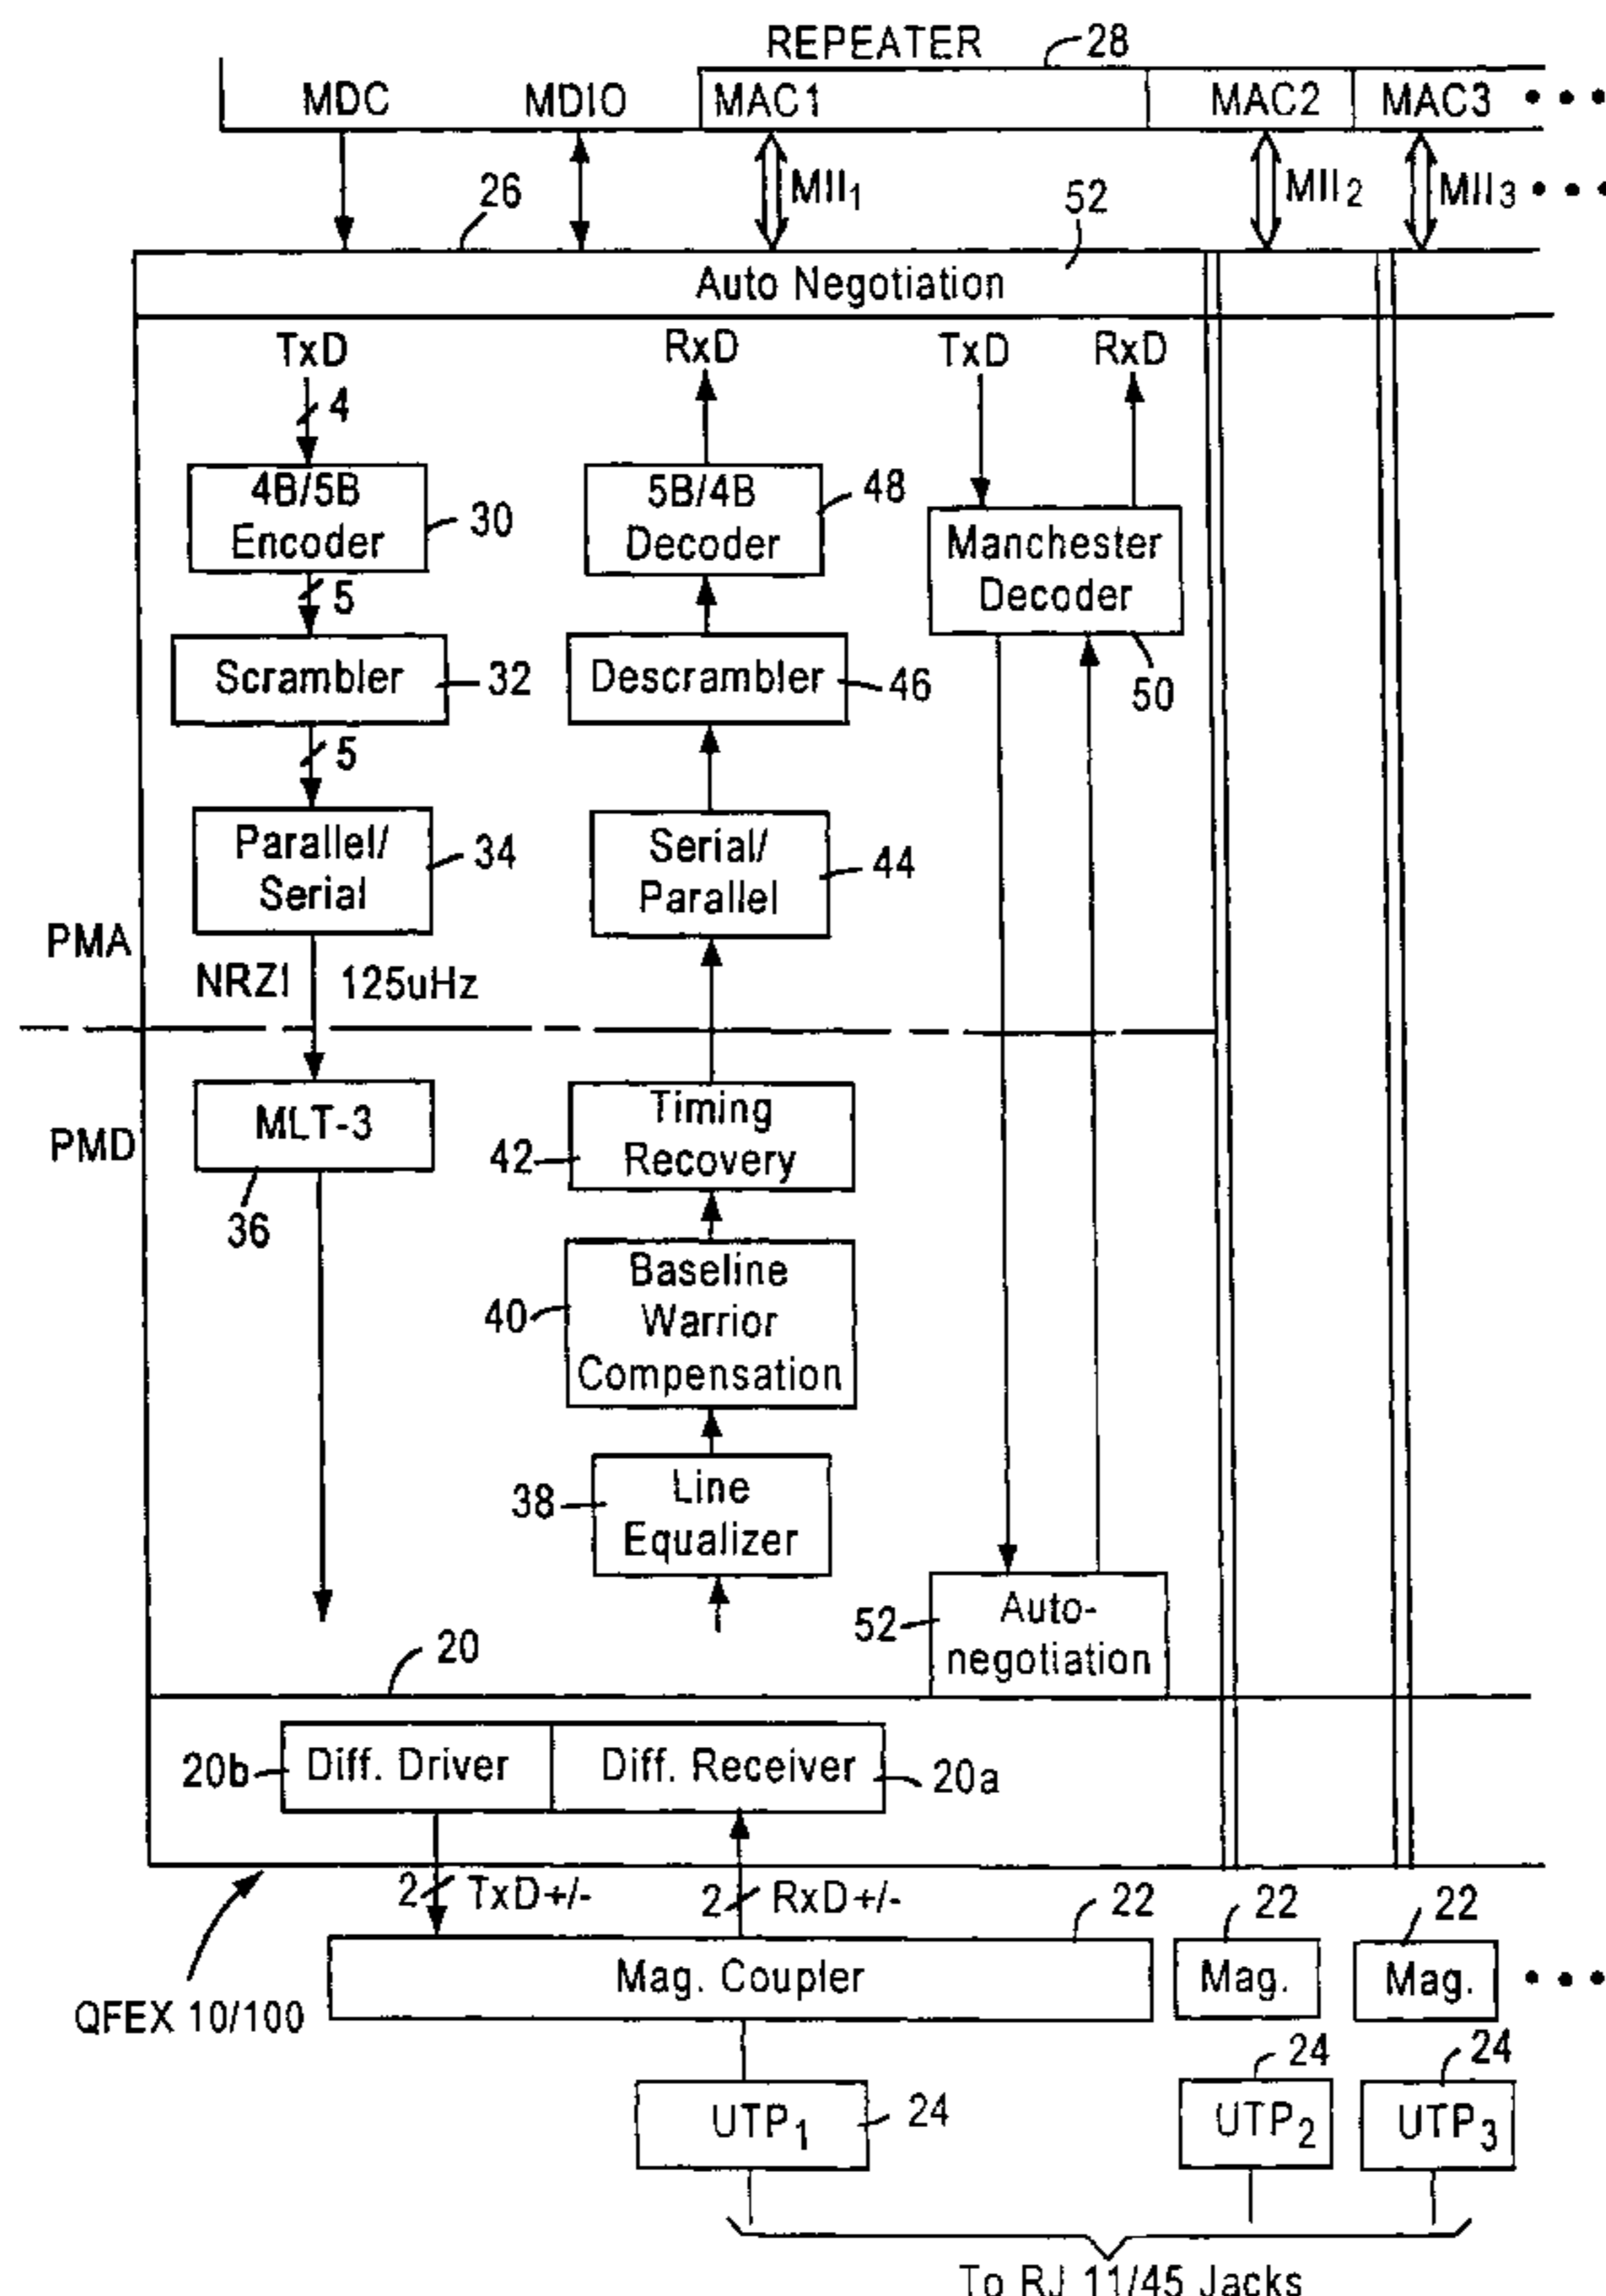 REPEATER 28
MDC MDIO MAC1 MAC2 MAC3
26 MII1 52 MII2 MII3
Auto Negotiation
TxD RxD TxD RxD
4
4B/5B
Encoder
30
5B/4B
Decoder
48
Manchester
Decoder
50
5
Scrambler
32
Descrambler
46
5
Parallel/
Serial
34
Serial/
Parallel
44
PMA
NRZI 125uHz
PMD
MLT-3
36
Timing
Recovery
42
Baseline
Warrior
Compensation
40
Line
Equalizer
38
Auto-
negotiation
52
20
20b Diff. Driver Diff. Receiver 20a
2 TxD+/- 2 RxD+/- 22 22 22
Mag. Coupler Mag. Mag.
QFEX 10/100
24 24
UTP1 24 UTP2 UTP3
To RJ 11/45 Jacks